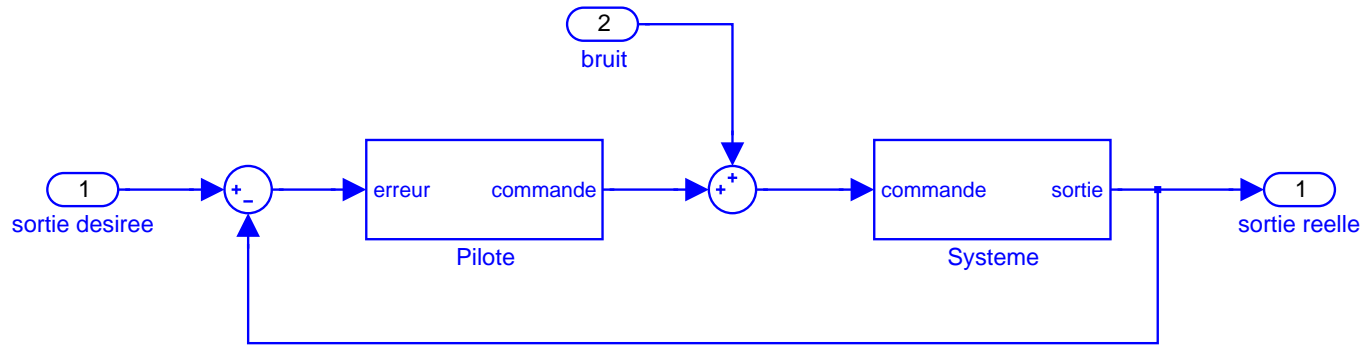 2
bruit
1
sortie desiree
+
−
erreur
commande
Pilote
+
+
commande
sortie
Systeme
1
sortie reelle